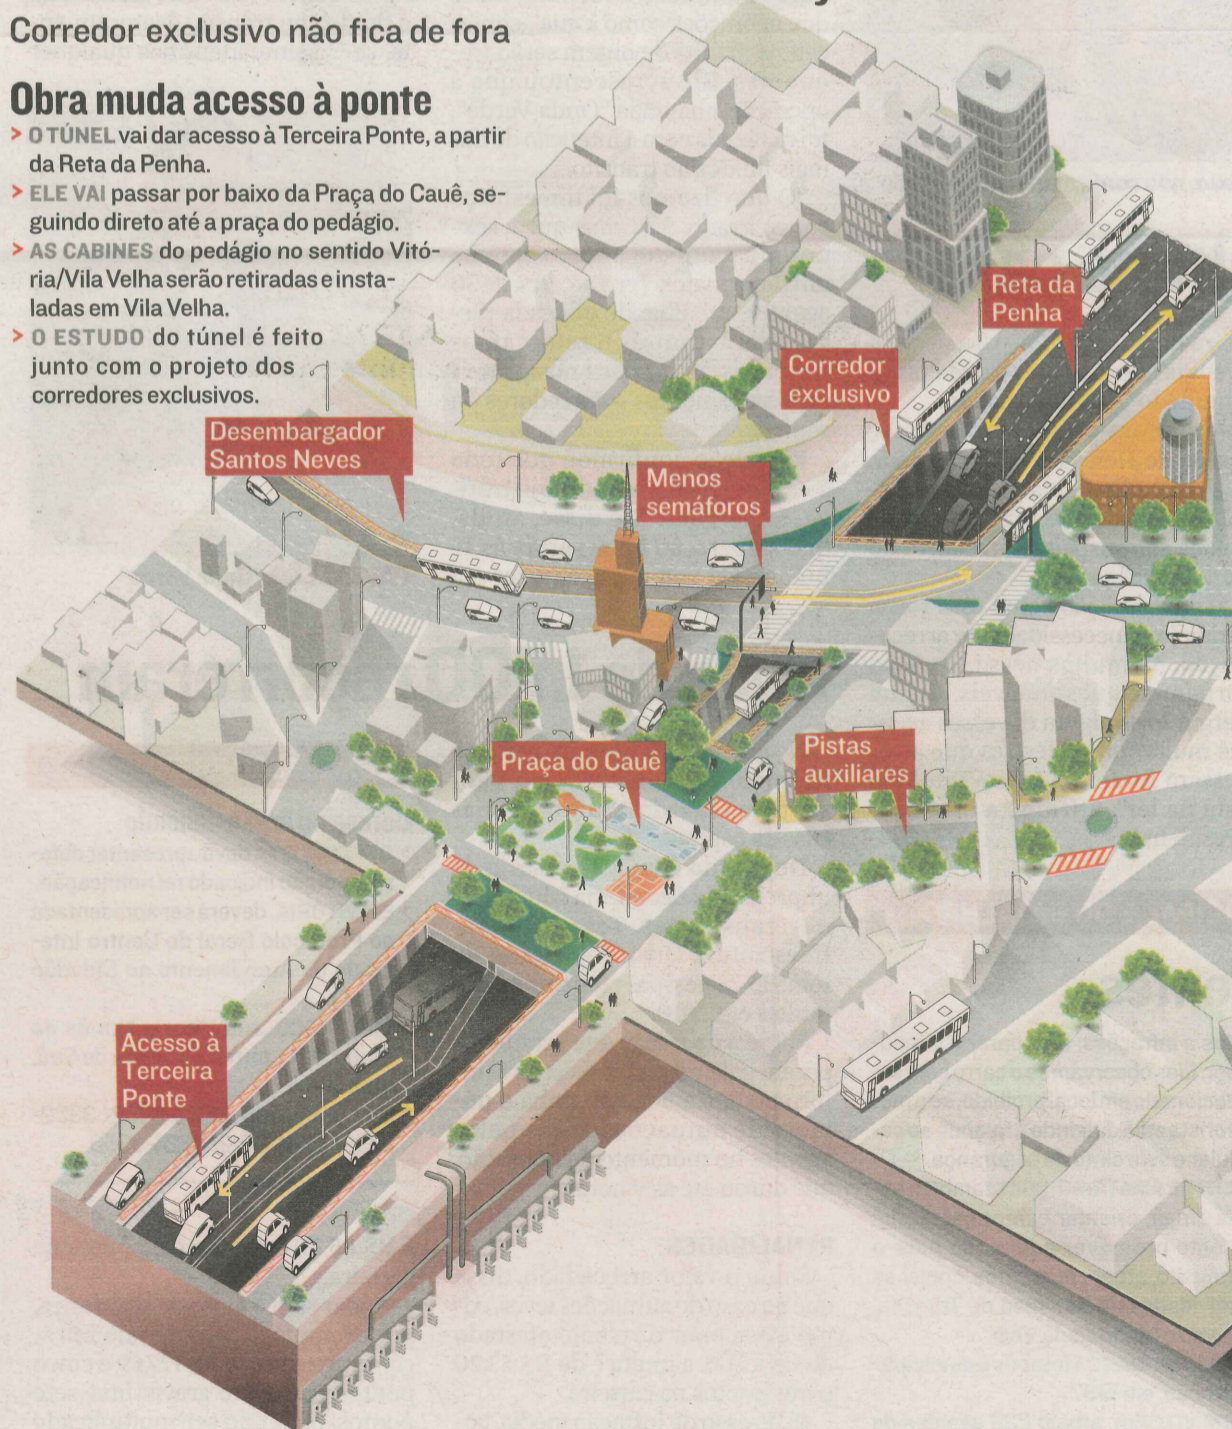 Corredor exclusivo não fica de fora
Obra muda acesso à ponte
> O TÚNEL vai dar acesso à Terceira Ponte, a partir
da Reta da Penha.
> ELE VAI passar por baixo da Praça do Cauê, se-
guindo direto até a praça do pedágio.
> AS CABINES do pedágio no sentido Vitó-
ria/Vila Velha serão retiradas e insta-
ladas em Vila Velha.
> O ESTUDO do túnel é feito
junto com o projeto dos
corredores exclusivos.
Reta da
Penha
Corredor
exclusivo
Desembargador
Santos Neves
Menos
semáforos
Praça do Cauê
Pistas
auxiliares
Acesso à
Terceira
Ponte